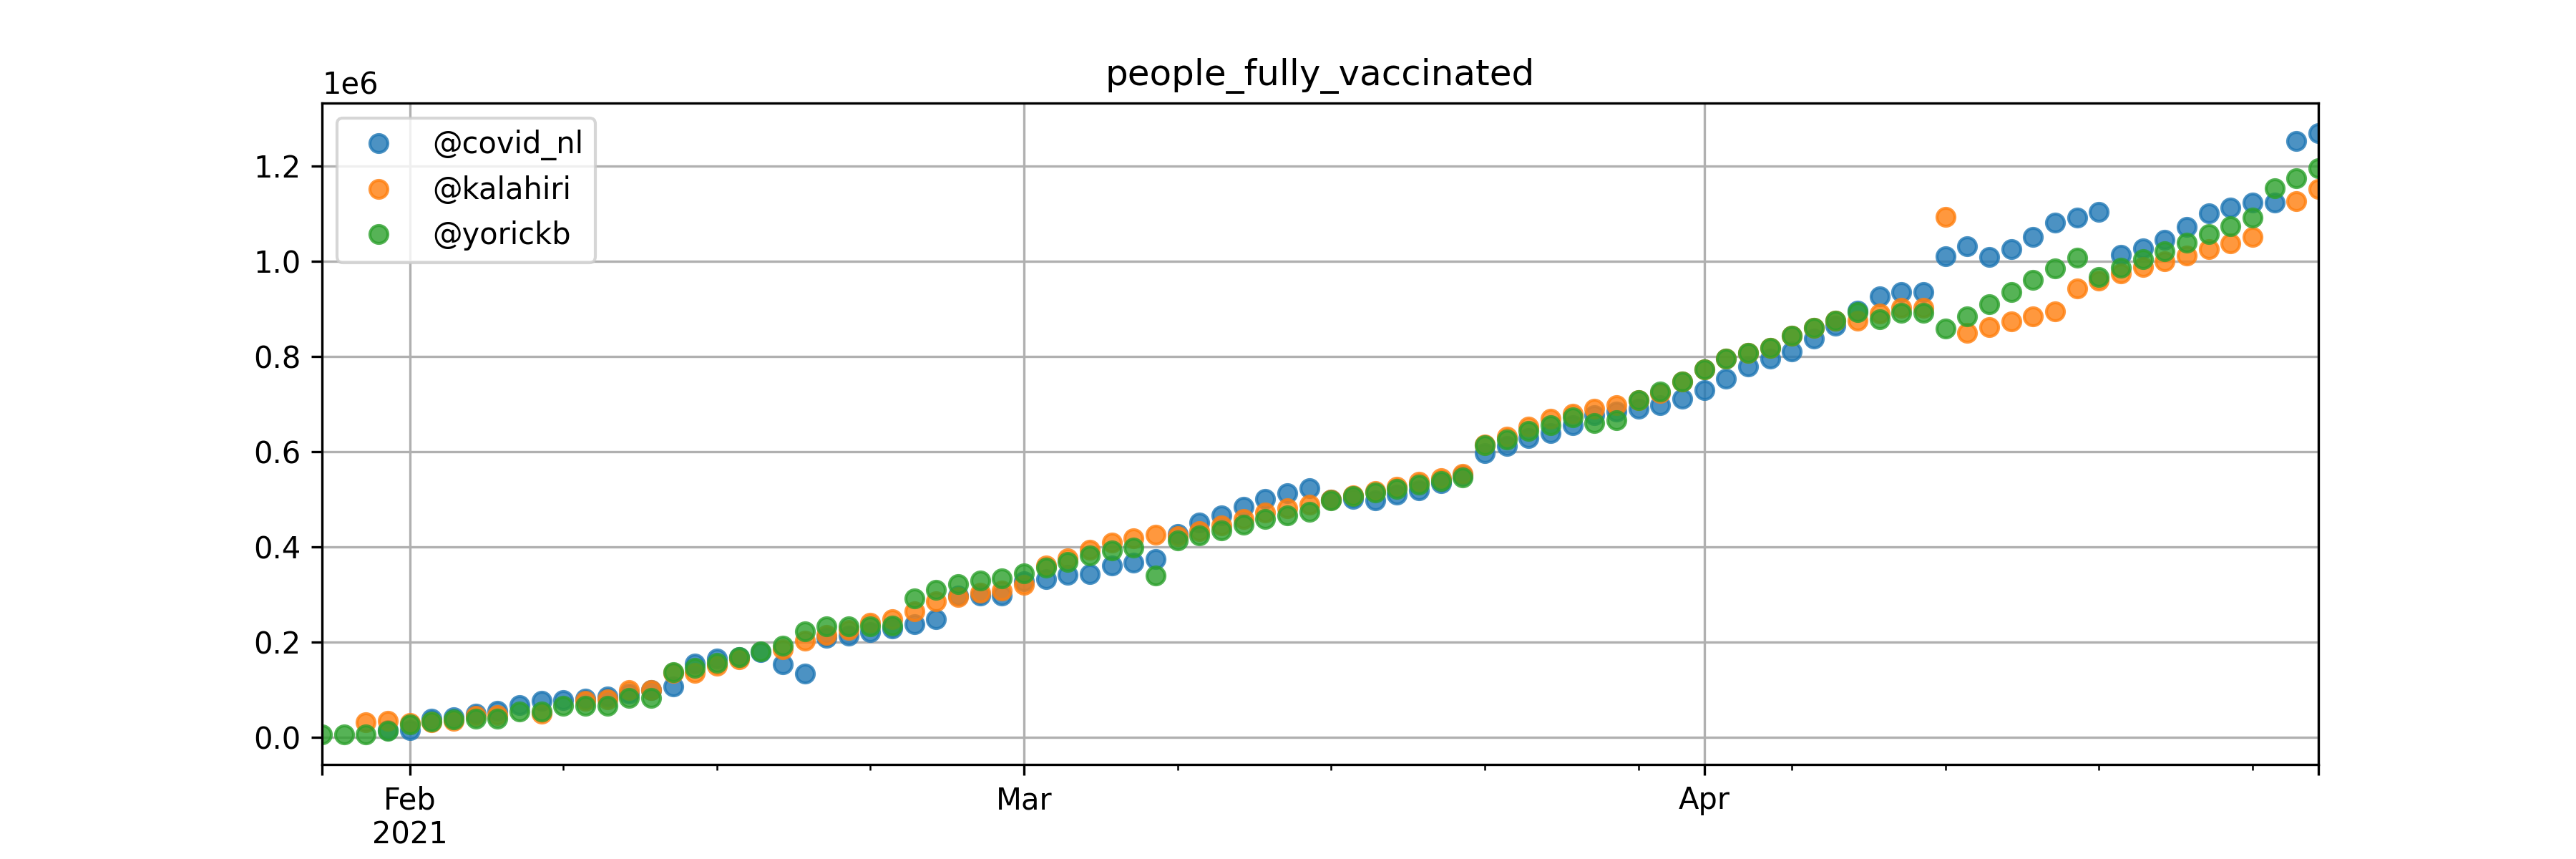 people_fully_vaccinated
1e6
@covid_nl
@kalahiri
@yorickb
1.2
1.0
0.8
0.6
0.4
0.2
0.0
Feb
2021
Mar
Apr